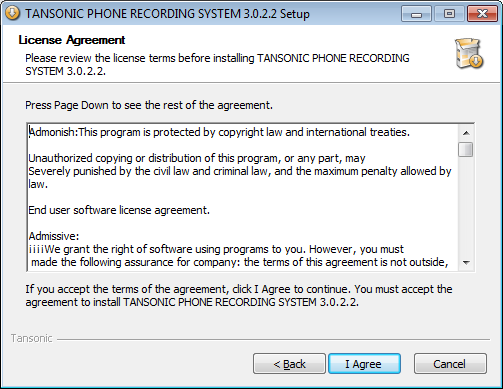 TANSONIC PHONE RECORDING SYSTEM 3.0.2.2 Setup
License Agreement
Please review the license terms before installing TANSONIC PHONE RECORDING
SYSTEM 3.0.2.2.
Press Page Down to see the rest of the agreement.
Admonish:This program is protected by copyright law and international treaties.
Unauthorized copying or distribution of this program, or any part, may
Severely punished by the civil law and criminal law, and the maximum penalty allowed by
law.
End user software license agreement.
Admissive:
¡¡¡¡We grant the right of software using programs to you. However, you must
made the following assurance for company: the terms of this agreement is not outside,
If you accept the terms of the agreement, click I Agree to continue. You must accept the
agreement to install TANSONIC PHONE RECORDING SYSTEM 3.0.2.2.
Tansonic
< Back
I Agree
Cancel